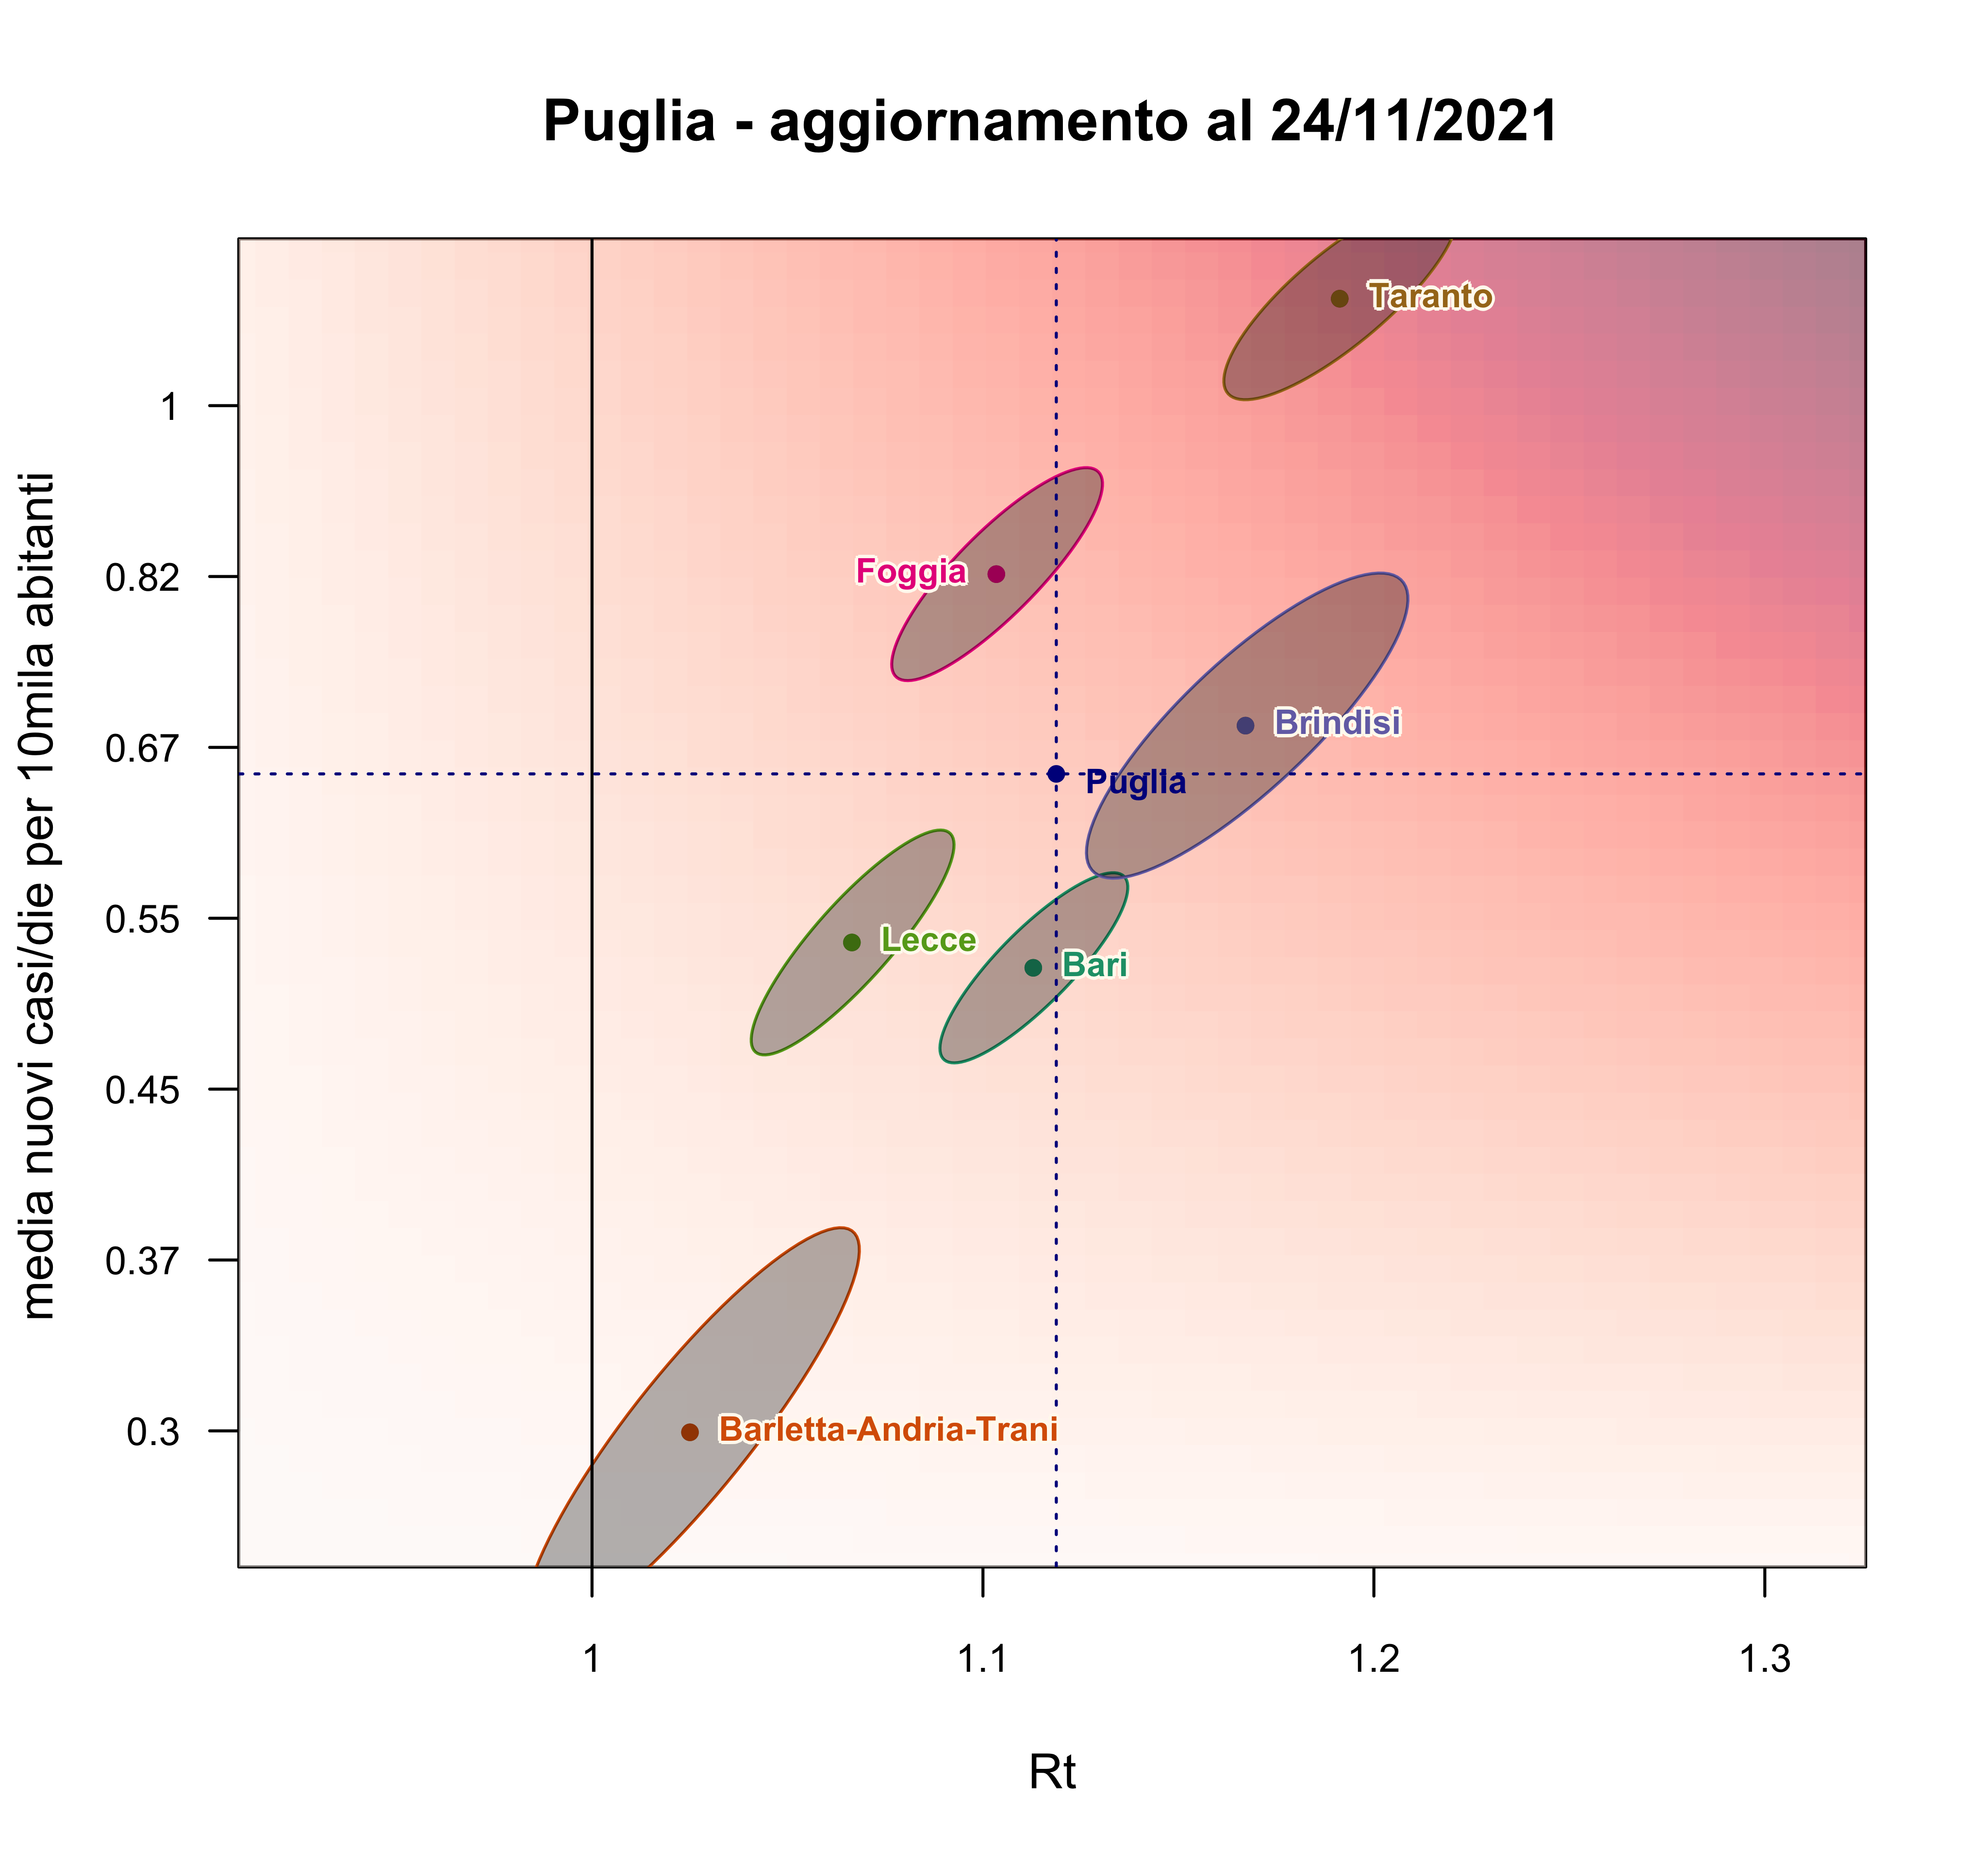 Puglia - aggiornamento al 24/11/2021
media nuovi casi/die per 10mila abitanti
1
0.82
0.67
0.55
0.45
0.37
0.3
Taranto
Foggia
Brindisi
Puglia
Lecce
Bari
Barletta-Andria-Trani
1
1.1
1.2
1.3
Rt